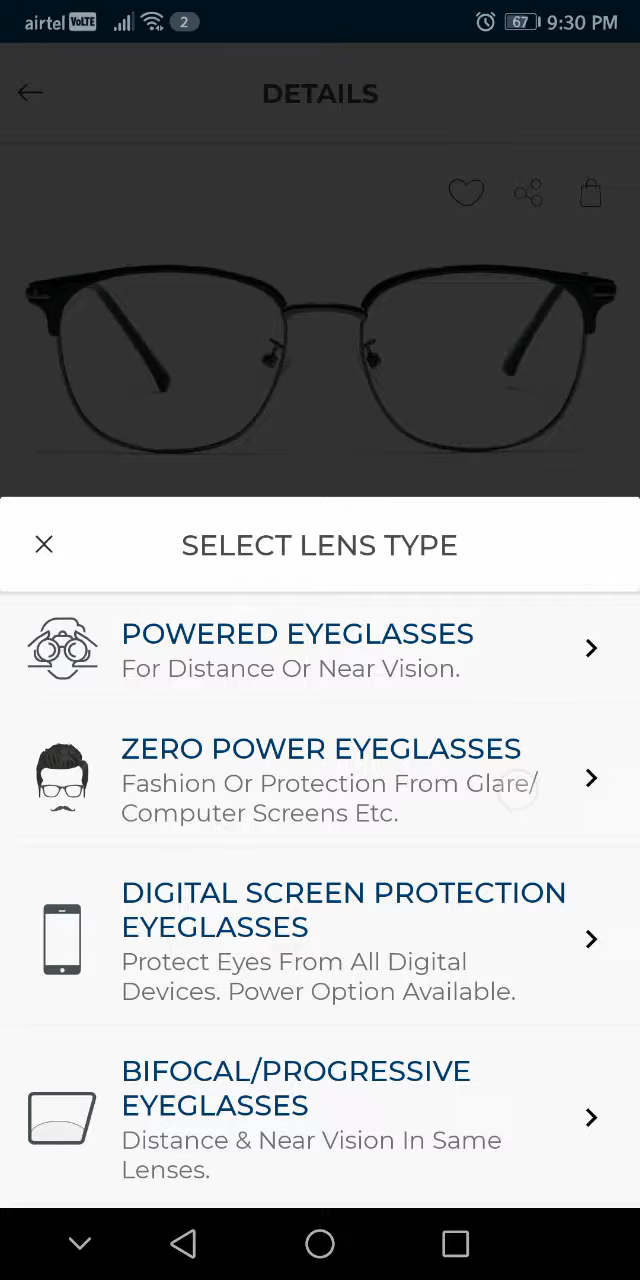 airtel VoLTE 2 67 9:30 PM
DETAILS
SELECT LENS TYPE
POWERED EYEGLASSES
For Distance Or Near Vision.
ZERO POWER EYEGLASSES
Fashion Or Protection From Glare/
Computer Screens Etc.
DIGITAL SCREEN PROTECTION
EYEGLASSES
Protect Eyes From All Digital
Devices. Power Option Available.
BIFOCAL/PROGRESSIVE
EYEGLASSES
Distance & Near Vision In Same
Lenses.